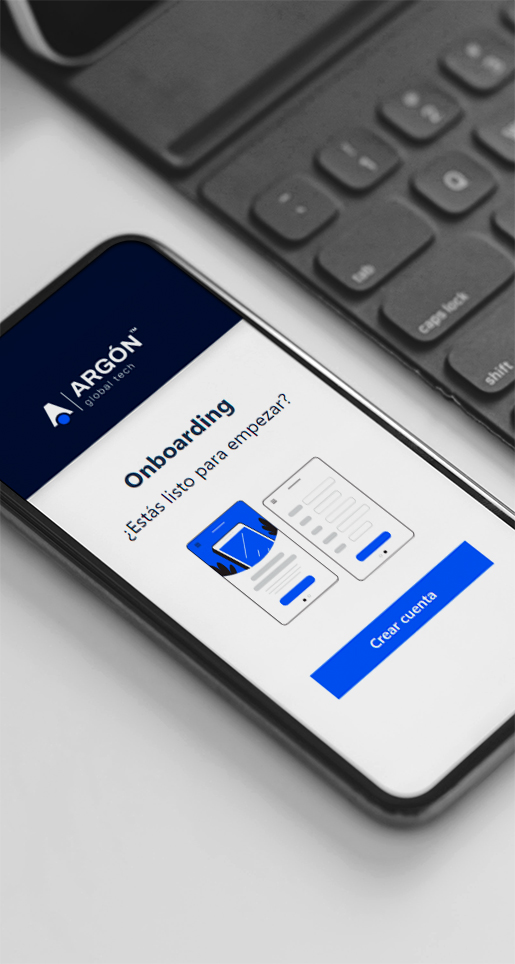 ARGÓN™
global tech
Onboarding
¿Estás listo para empezar?
Crear cuenta
tab
caps lock
shift
Q